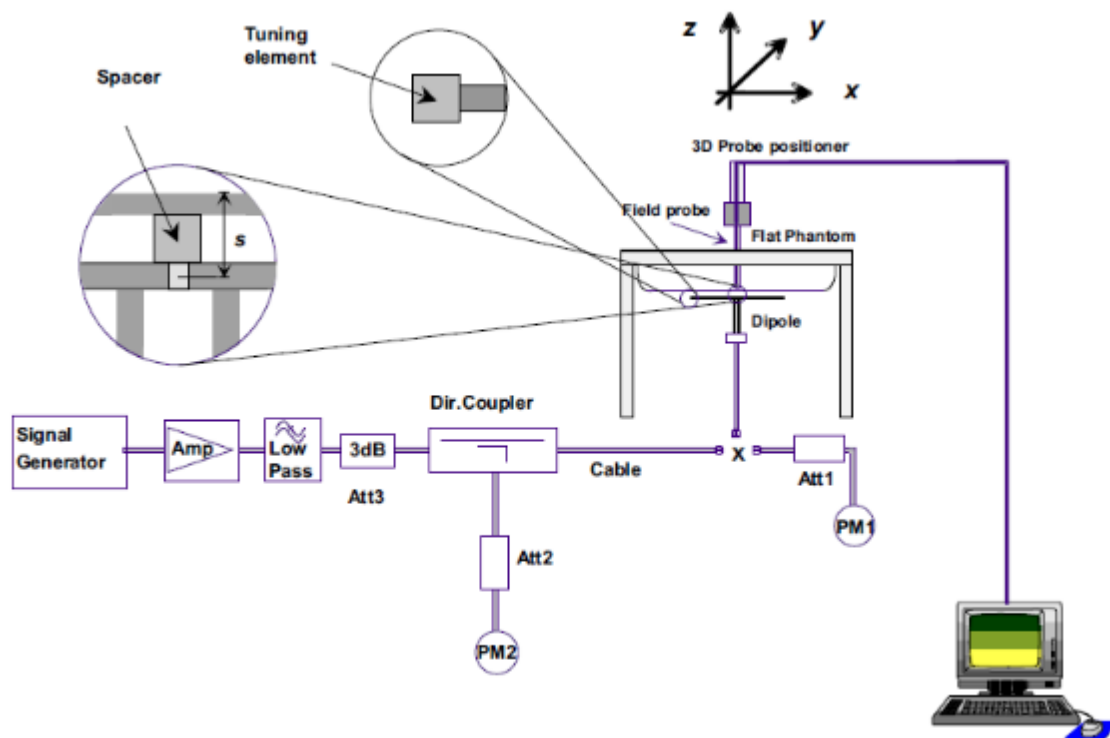 Tuning
element
Spacer
s
z
y
x
3D Probe positioner
Field probe
Flat Phantom
Dipole
Dir.Coupler
Signal
Generator
Amp
Low
Pass
3dB
Att3
Cable
X
Att1
PM1
Att2
PM2